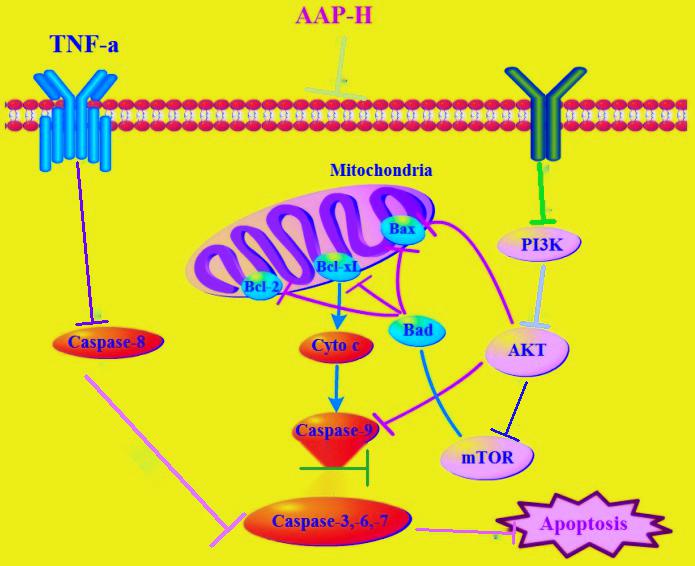 AAP-H
TNF-a
Mitochondria
Bax
PI3K
Bcl-xL
Bcl-2
Bad
Caspase-8
Cyto c
AKT
Caspase-9
mTOR
Caspase-3,-6,-7
Apoptosis